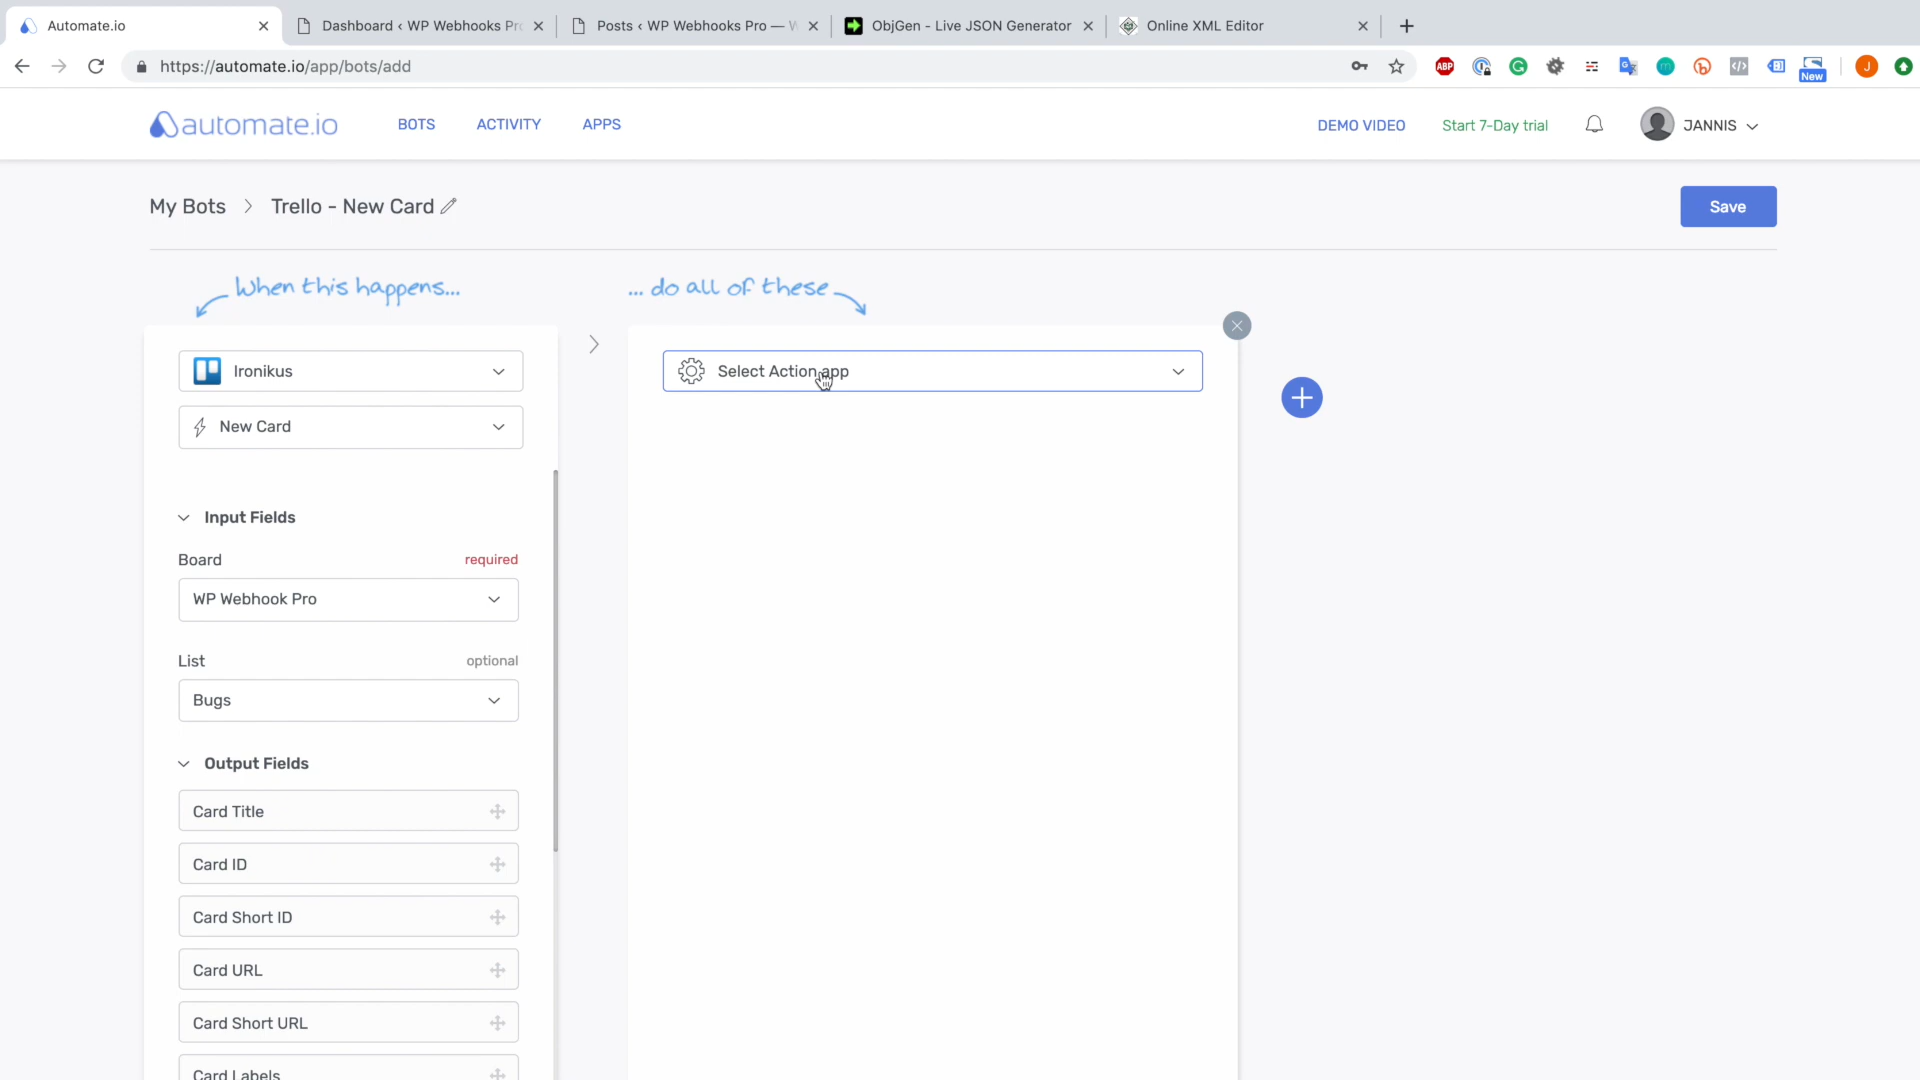 Automate.io
Dashboard ‹ WP Webhooks Pr
Posts ‹ WP Webhooks Pro —
ObjGen - Live JSON Generator
Online XML Editor
https://automate.io/app/bots/add
ABP
New
J
automate.io
BOTS
ACTIVITY
APPS
DEMO VIDEO
Start 7-Day trial
JANNIS
My Bots
Trello - New Card
Save
When this happens...
... do all of these
Ironikus
New Card
Select Action app
Input Fields
Board
required
WP Webhook Pro
List
optional
Bugs
Output Fields
Card Title
Card ID
Card Short ID
Card URL
Card Short URL
Card Labels